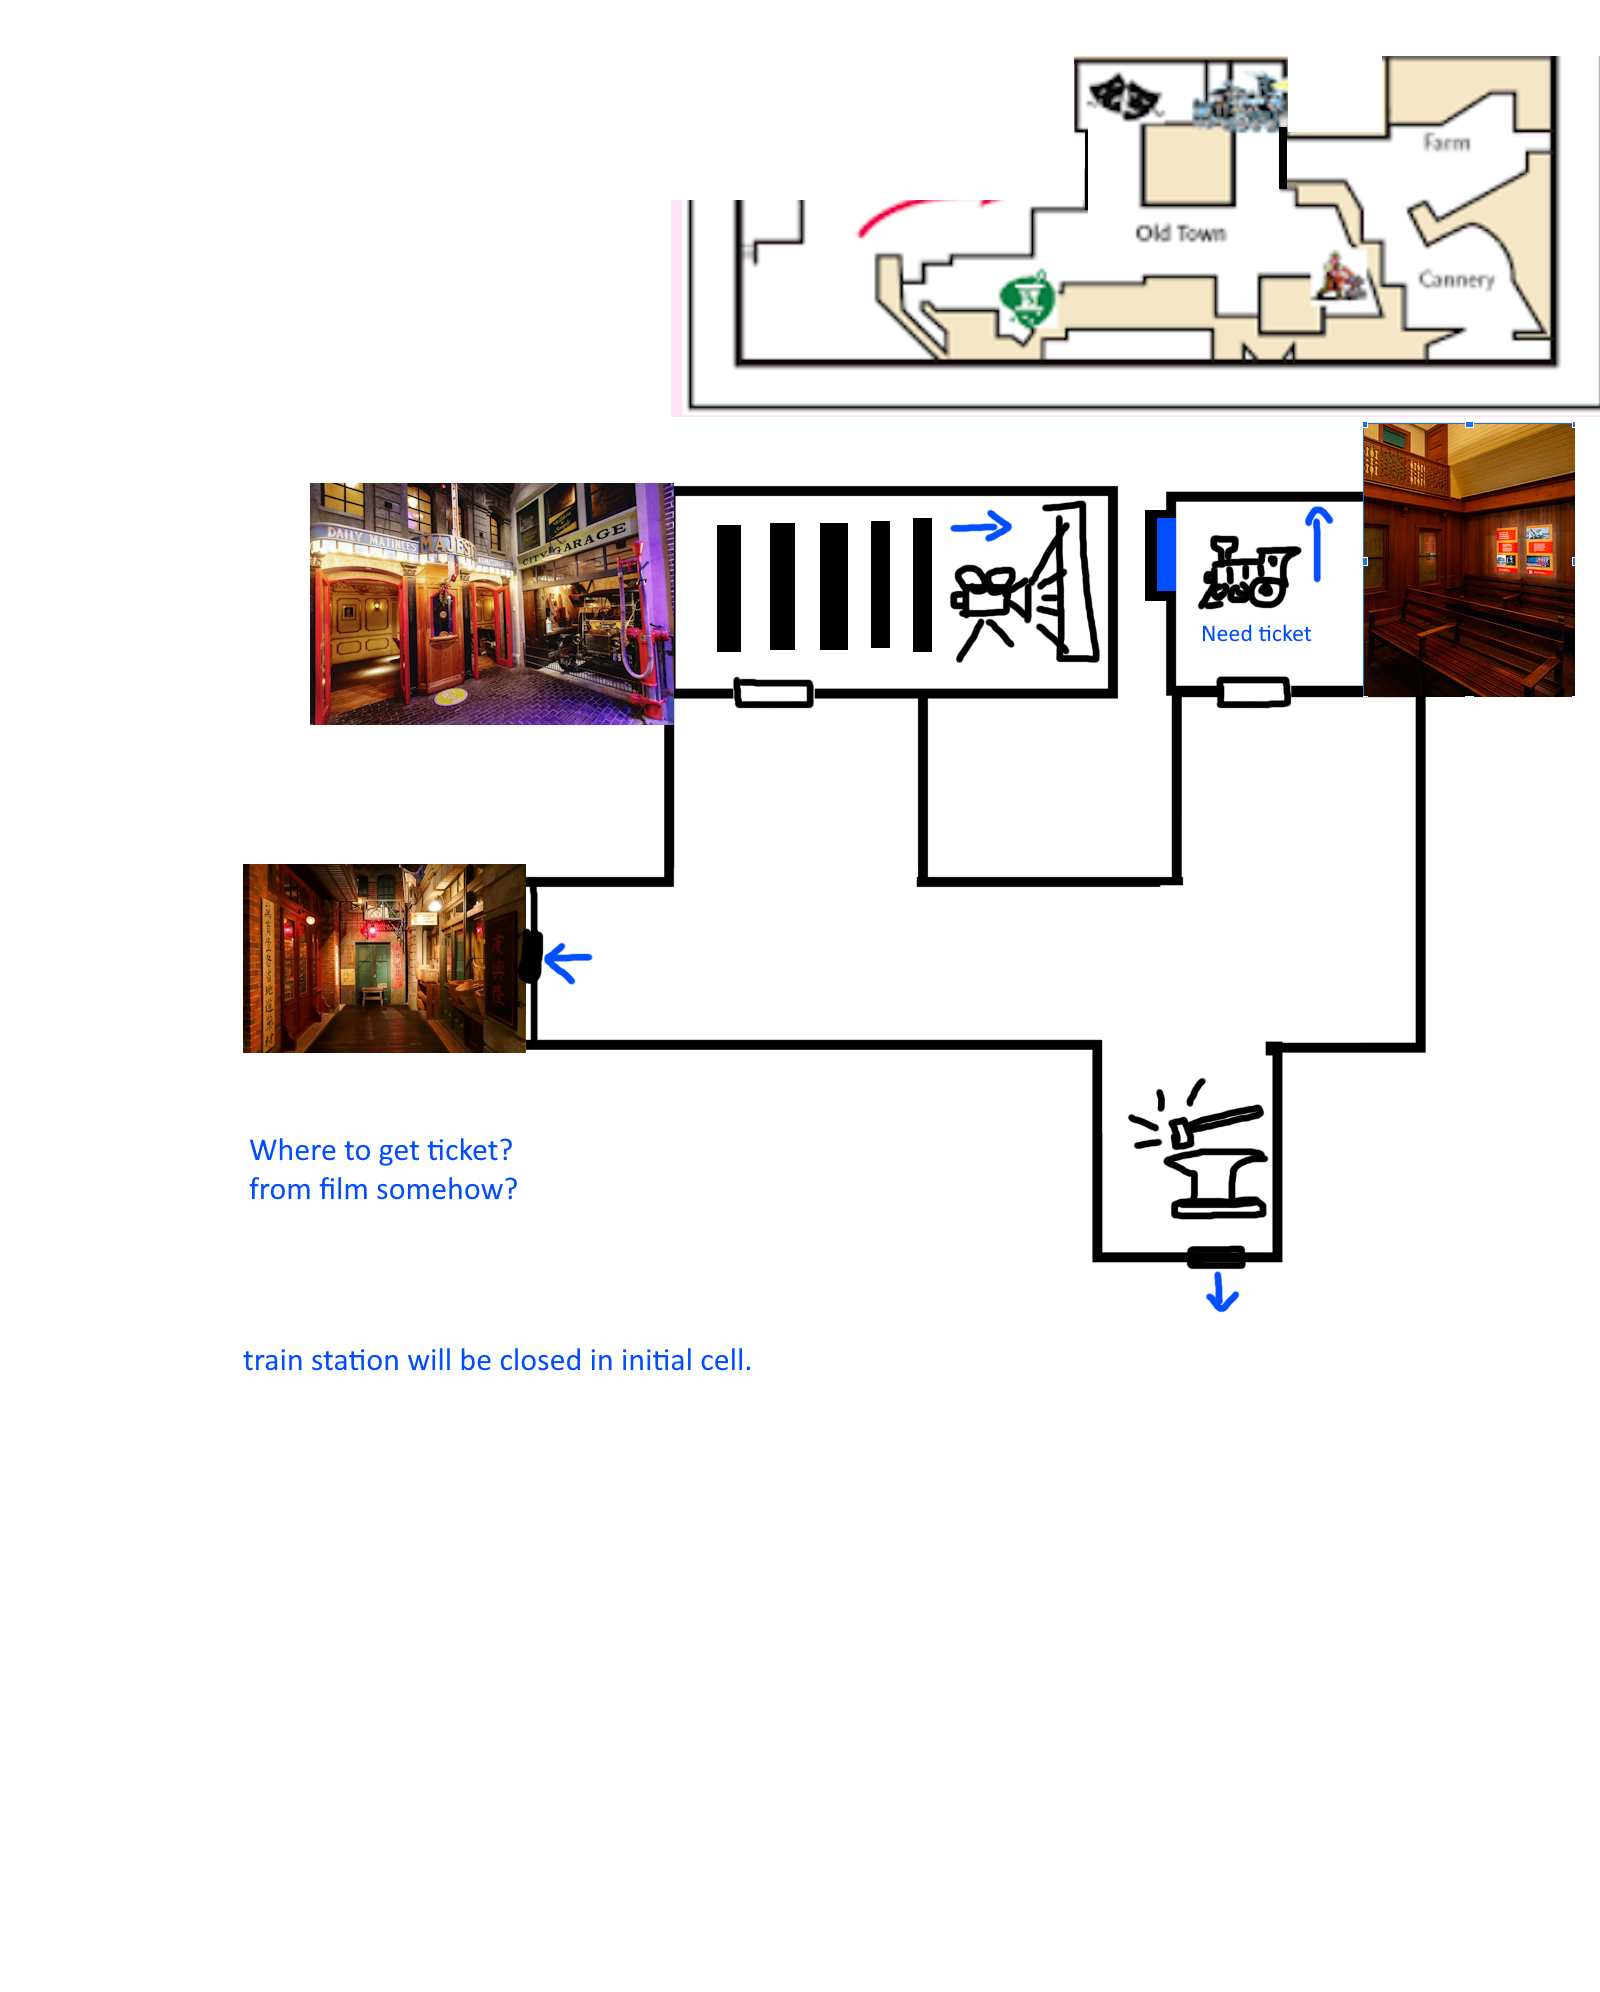 Farm
Old Town
Cannery
DAILY MATINEES
MAJEST
CITY GARAGE
Need ticket
Where to get ticket?
from film somehow?
train station will be closed in initial cell.